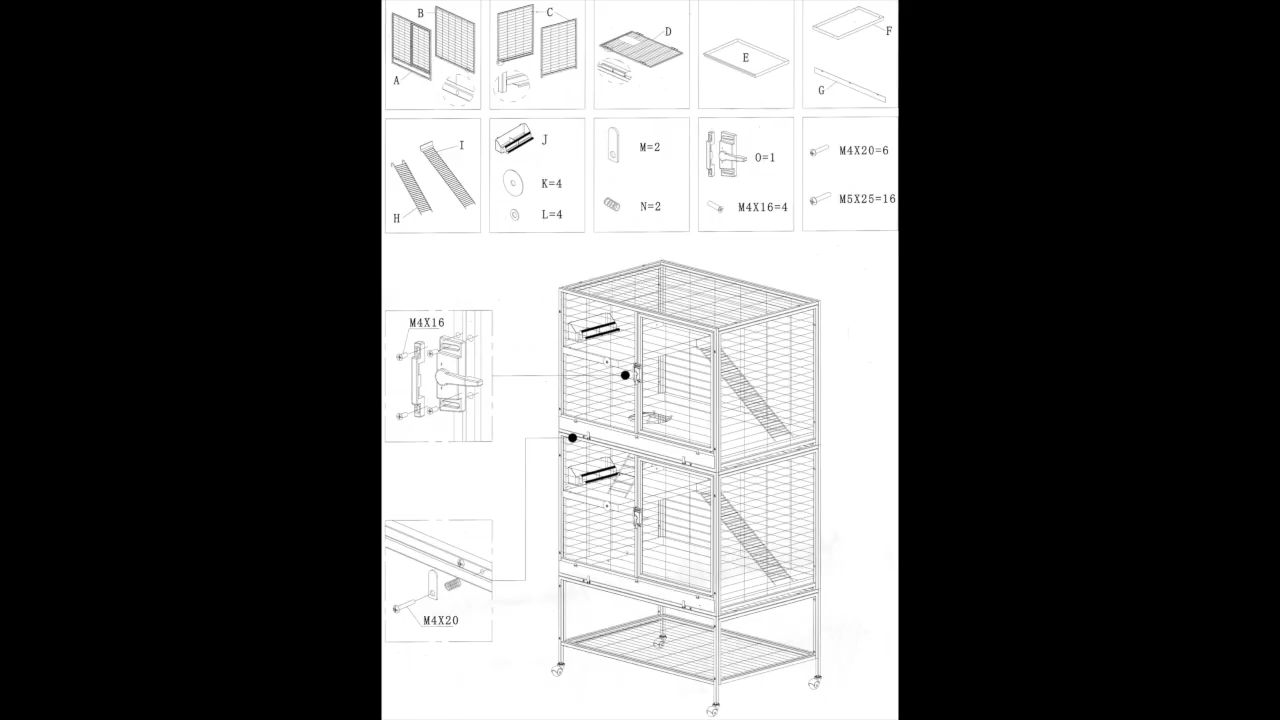 B
A
C
D
E
F
G
I
H
J
K=4
L=4
M=2
N=2
O=1
M4X16=4
M4X20=6
M5X25=16
M4X16
M4X20